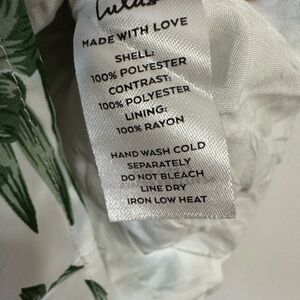 Lulus
MADE WITH LOVE
SHELL:
100% POLYESTER
CONTRAST:
100% POLYESTER
LINING:
100% RAYON
HAND WASH COLD
SEPARATELY
DO NOT BLEACH
LINE DRY
IRON LOW HEAT